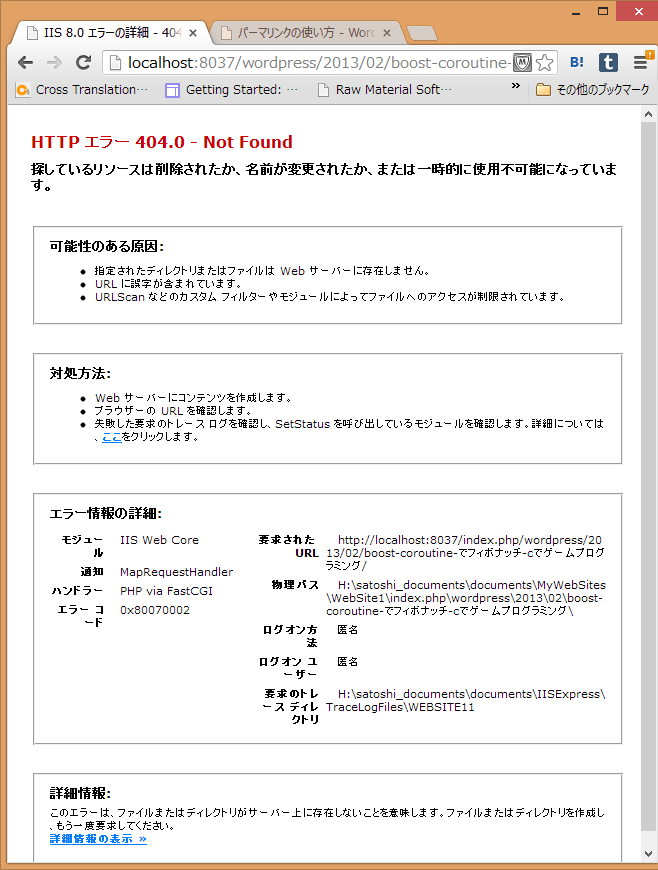 IIS 8.0 エラーの詳細 - 404
パーマリンクの使い方 - Word
localhost:8037/wordpress/2013/02/boost-coroutine-
B!
t
Cross Translation…
Getting Started: …
Raw Material Soft…
»
その他のブックマーク
HTTP エラー 404.0 - Not Found
探しているリソースは削除されたか、名前が変更されたか、または一時的に使用不可能になっていま
す。
可能性のある原因:
指定されたディレクトリまたはファイルは Web サーバーに存在しません。
URL に誤字が含まれています。
URLScan などのカスタム フィルターやモジュールによってファイルへのアクセスが制限されています。
対処方法:
Web サーバーにコンテンツを作成します。
ブラウザーの URL を確認します。
失敗した要求のトレース ログを確認し、SetStatus を呼び出しているモジュールを確認します。詳細については
、ここをクリックします。
エラー情報の詳細:
モジュー
ル
IIS Web Core
通知
MapRequestHandler
ハンドラー
PHP via FastCGI
エラー コ
ード
0x80070002
要求された
URL
http://localhost:8037/index.php/wordpress/20
13/02/boost-coroutine-でフィボナッチ-cでゲームプログ
ラミング/
物理パス
H:\satoshi_documents\documents\MyWebSites
\WebSite1\index.php\wordpress\2013\02\boost-
coroutine-でフィボナッチ-cでゲームプログラミング\
ログオン方
法
匿名
ログオン ユ
ーザー
匿名
要求のトレ
ース ディレ
クトリ
H:\satoshi_documents\documents\IISExpress\
TraceLogFiles\WEBSITE11
詳細情報:
このエラーは、ファイルまたはディレクトリがサーバー上に存在しないことを意味します。ファイルまたはディレクトリを作成し
、もう一度要求してください。
詳細情報の表示 »